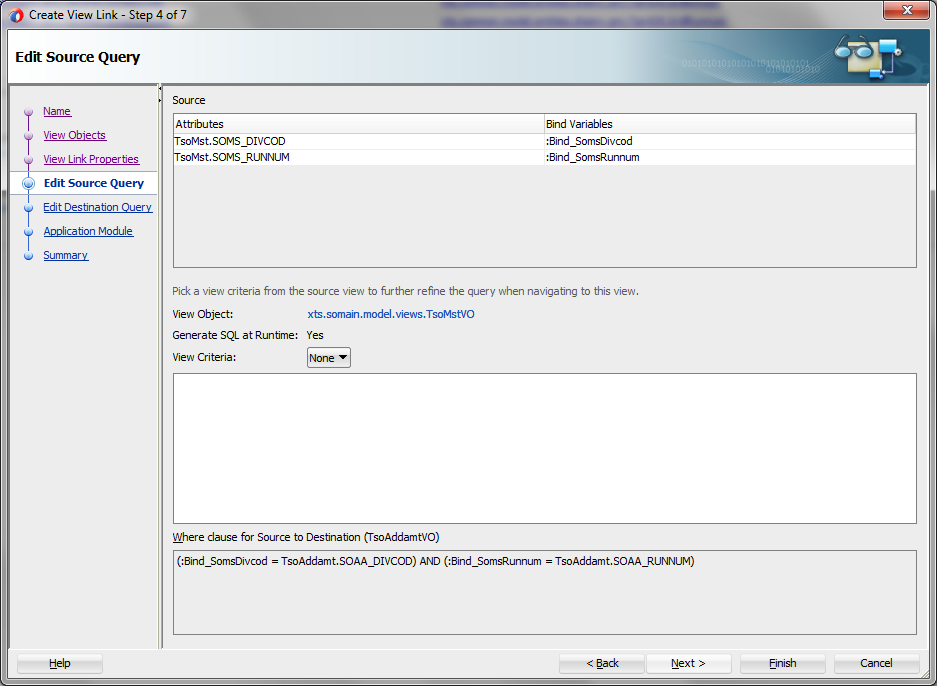 Create View Link - Step 4 of 7
Edit Source Query
Name
View Objects
View Link Properties
Edit Source Query
Edit Destination Query
Application Module
Summary
Source
Attributes Bind Variables
TsoMst.SOMS_DIVCOD :Bind_SomsDivcod
TsoMst.SOMS_RUNNUM :Bind_SomsRunnum
Pick a view criteria from the source view to further refine the query when navigating to this view.
View Object: xts.somain.model.views.TsoMstVO
Generate SQL at Runtime: Yes
View Criteria: None
Where clause for Source to Destination (TsoAddamtVO)
(:Bind_SomsDivcod = TsoAddamt.SOAA_DIVCOD) AND (:Bind_SomsRunnum = TsoAddamt.SOAA_RUNNUM)
Help < Back Next > Finish Cancel